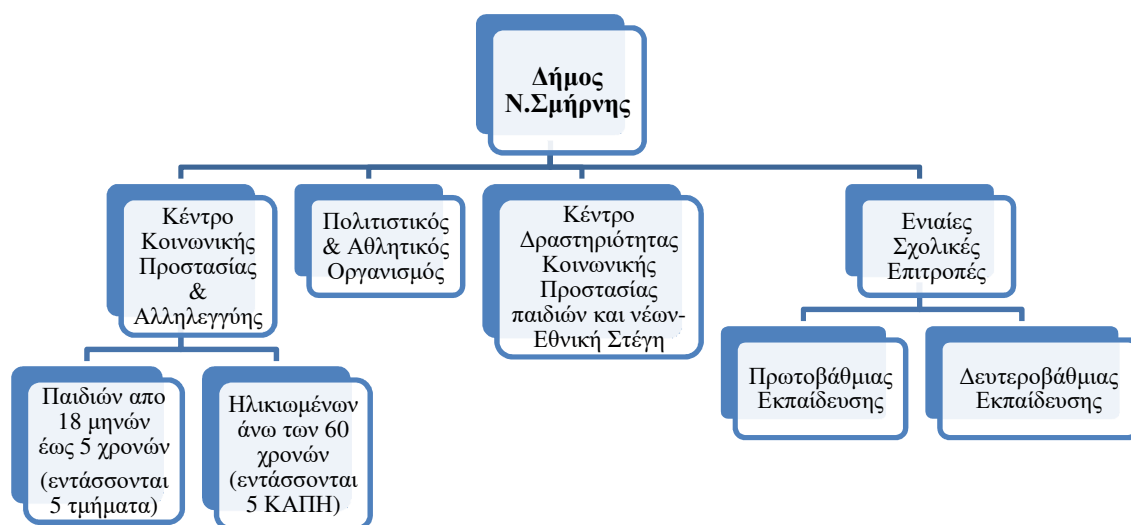 Δήμος
Ν.Σμήρνης
Κέντρο
Κοινωνικής
Προστασίας
&
Αλληλεγγύης
Πολιτιστικός
& Αθλητικός
Οργανισμός
Κέντρο
Δραστηριότητας
Κοινωνικής
Προστασίας
παιδιών και νέων-
Εθνική Στέγη
Ενιαίες
Σχολικές
Επιτροπές
Παιδιών απο
18 μηνών
έως 5 χρονών
(εντάσσονται
5 τμήματα)
Ηλικιωμένων
άνω των 60
χρονών
(εντάσσονται
5 ΚΑΠΗ)
Πρωτοβάθμιας
Εκπαίδευσης
Δευτεροβάθμιας
Εκπαίδευσης